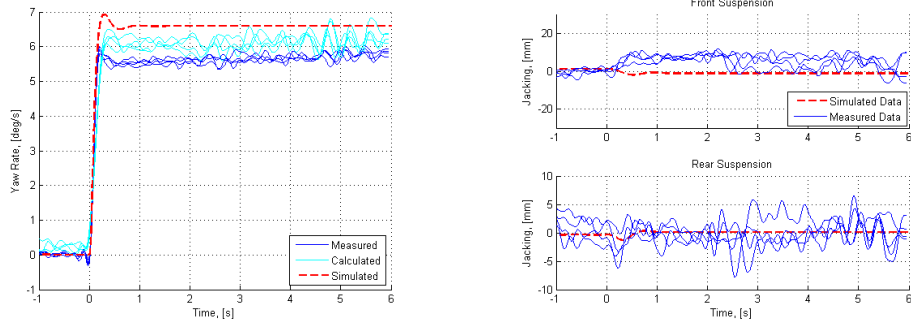 7
6
5
4
3
2
1
0
-1
Yaw Rate, [deg/s]
-1 0 1 2 3 4 5 6
Time, [s]
Measured
Calculated
Simulated
Front Suspension
20
0
-20
Jacking, [mm]
-1 0 1 2 3 4 5 6
Simulated Data
Measured Data
Rear Suspension
10
5
0
-5
-10
Jacking, [mm]
-1 0 1 2 3 4 5 6
Time, [s]